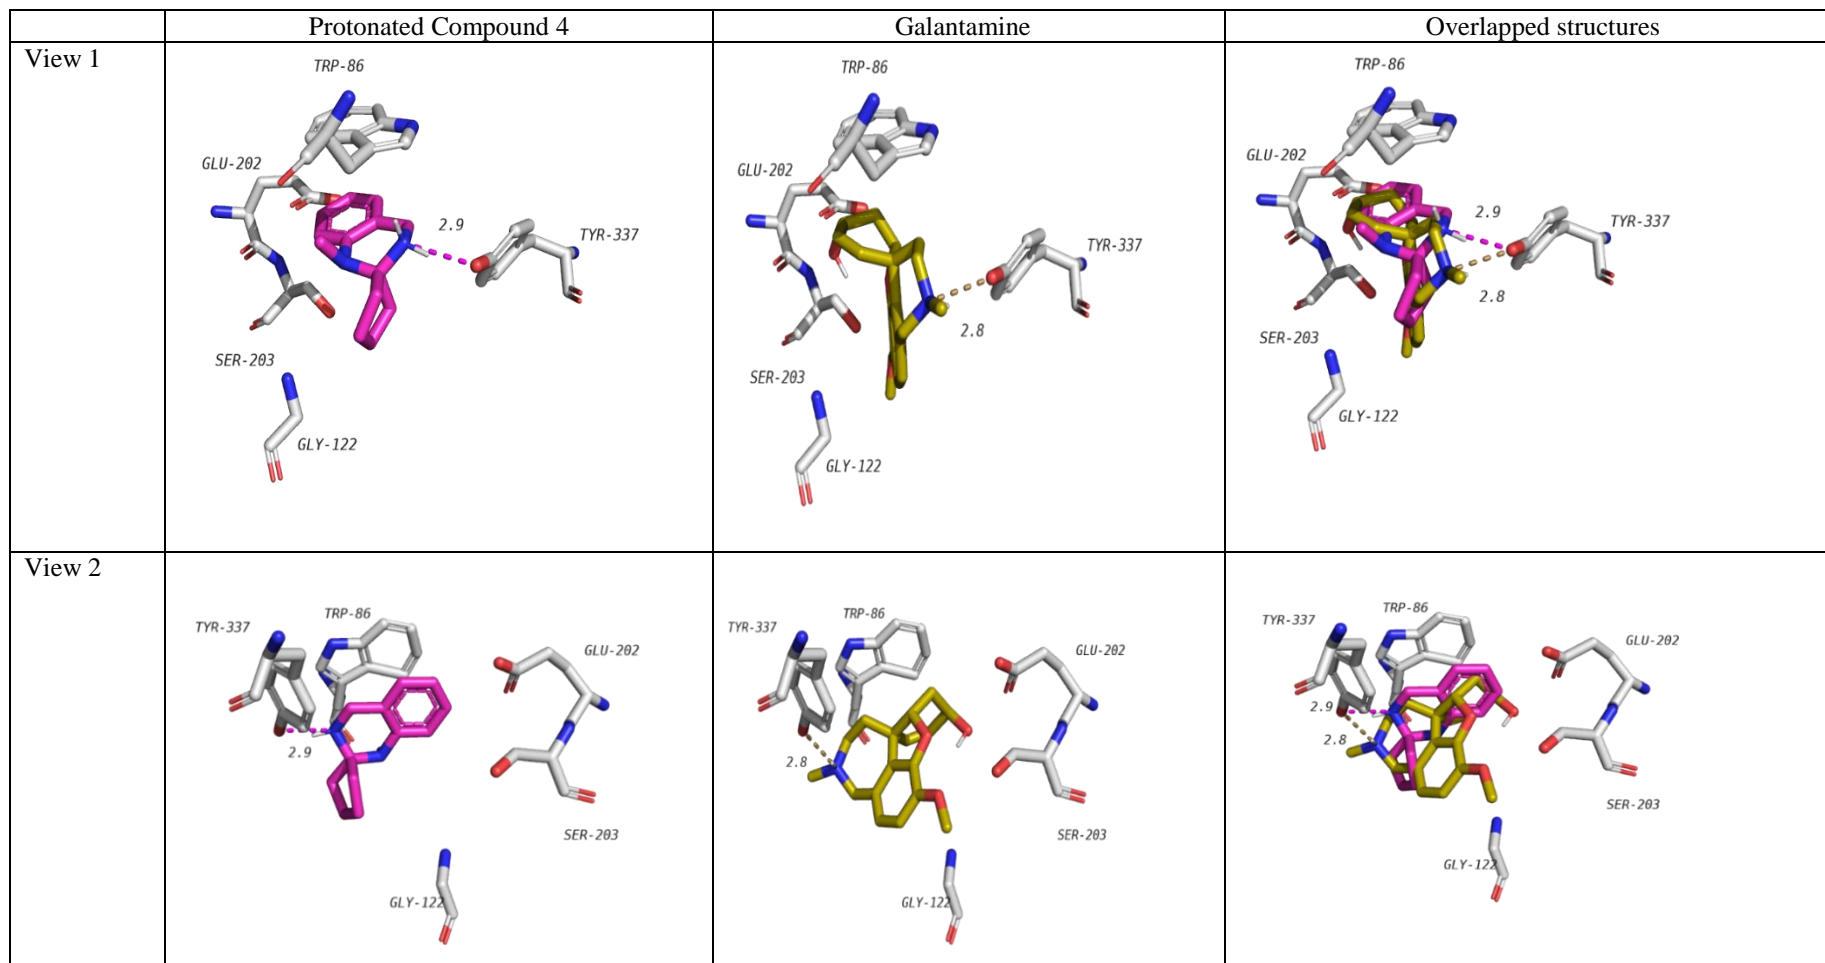 Protonated Compound 4 Galantamine Overlapped structures
View 1
TRP-86 TRP-86 TRP-86
GLU-202 GLU-202 GLU-202
2.9 2.9
TYR-337 TYR-337 TYR-337
2.8 2.8
SER-203 SER-203 SER-203
GLY-122 GLY-122 GLY-122
View 2
TYR-337 TRP-86 GLU-202 TYR-337 TRP-86 GLU-202 TYR-337 TRP-86 GLU-202
2.9 2.8 2.9
2.8
SER-203 SER-203 SER-203
GLY-122 GLY-122 GLY-122